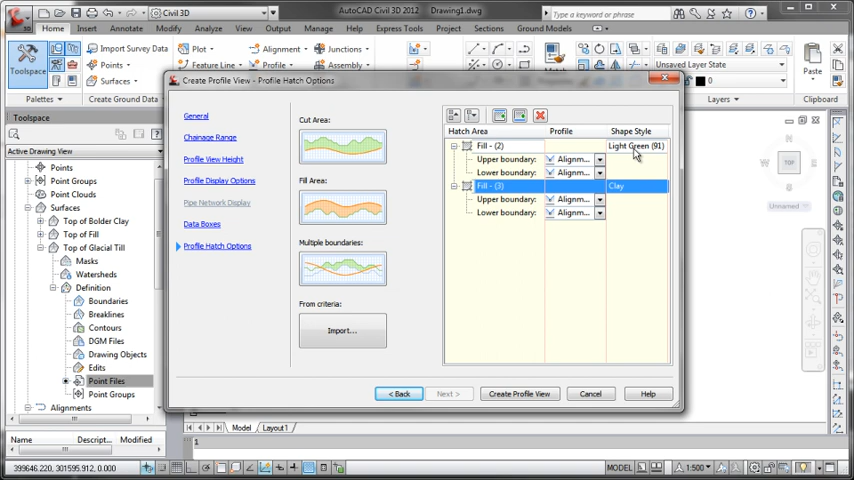 Civil 3D
AutoCAD Civil 3D 2012 Drawing1.dwg
Type a keyword or phrase
Home Insert Annotate Modify Analyze View Manage Output Survey Help Express Tools Sections Ground Models
Toolspace
Import Survey Data
Points
Surfaces
Plot
Feature Line
Alignment
Junctions
Unsaved Layer State
0
Paste
Palettes
Create Ground Data
Layers
Clipboard
Create Profile View - Profile Hatch Options
Toolspace
Active Drawing View
Points
Point Groups
Point Clouds
Surfaces
Top of Bolder Clay
Top of Fill
Top of Glacial Till
Masks
Watersheds
Definition
Boundaries
Breaklines
Contours
DGM Files
Drawing Objects
Edits
Point Files
Point Groups
Alignments
Name Descript... Modified
General
Chainage Range
Profile View Height
Profile Display Options
Pipe Network Display
Data Boxes
Profile Hatch Options
Cut Area:
Fill Area:
Multiple boundaries:
From criteria:
Import...
Hatch Area Profile Shape Style
Fill - (2) Light Green (91)
Upper boundary: Alignm...
Lower boundary: Alignm...
Fill - (3) Clay
Upper boundary: Alignm...
Lower boundary: Alignm...
< Back Next > Create Profile View Cancel Help
W TOP
Unnamed
Model Layout1
1
399646.220, 301595.912, 0.000
MODEL
1:500